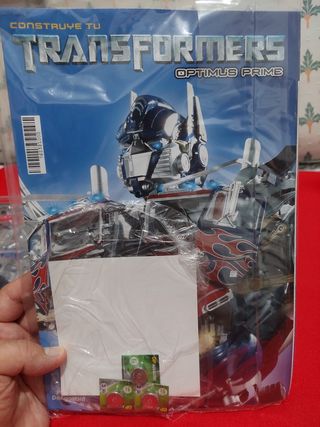 CONSTRUYE TU
TRANSFORMERS
OPTIMUS PRIME